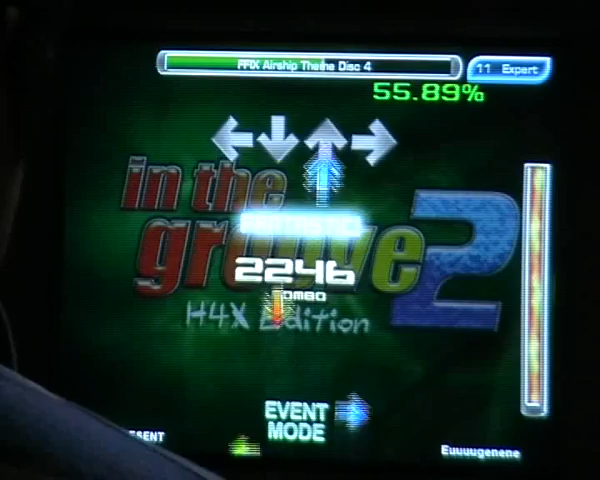 FFIX Airship Theme Disc 4
11 Expert
55.89%
in the
groove 2
2246
COMBO
H4X Edition
EVENT
MODE
Euuuugenene